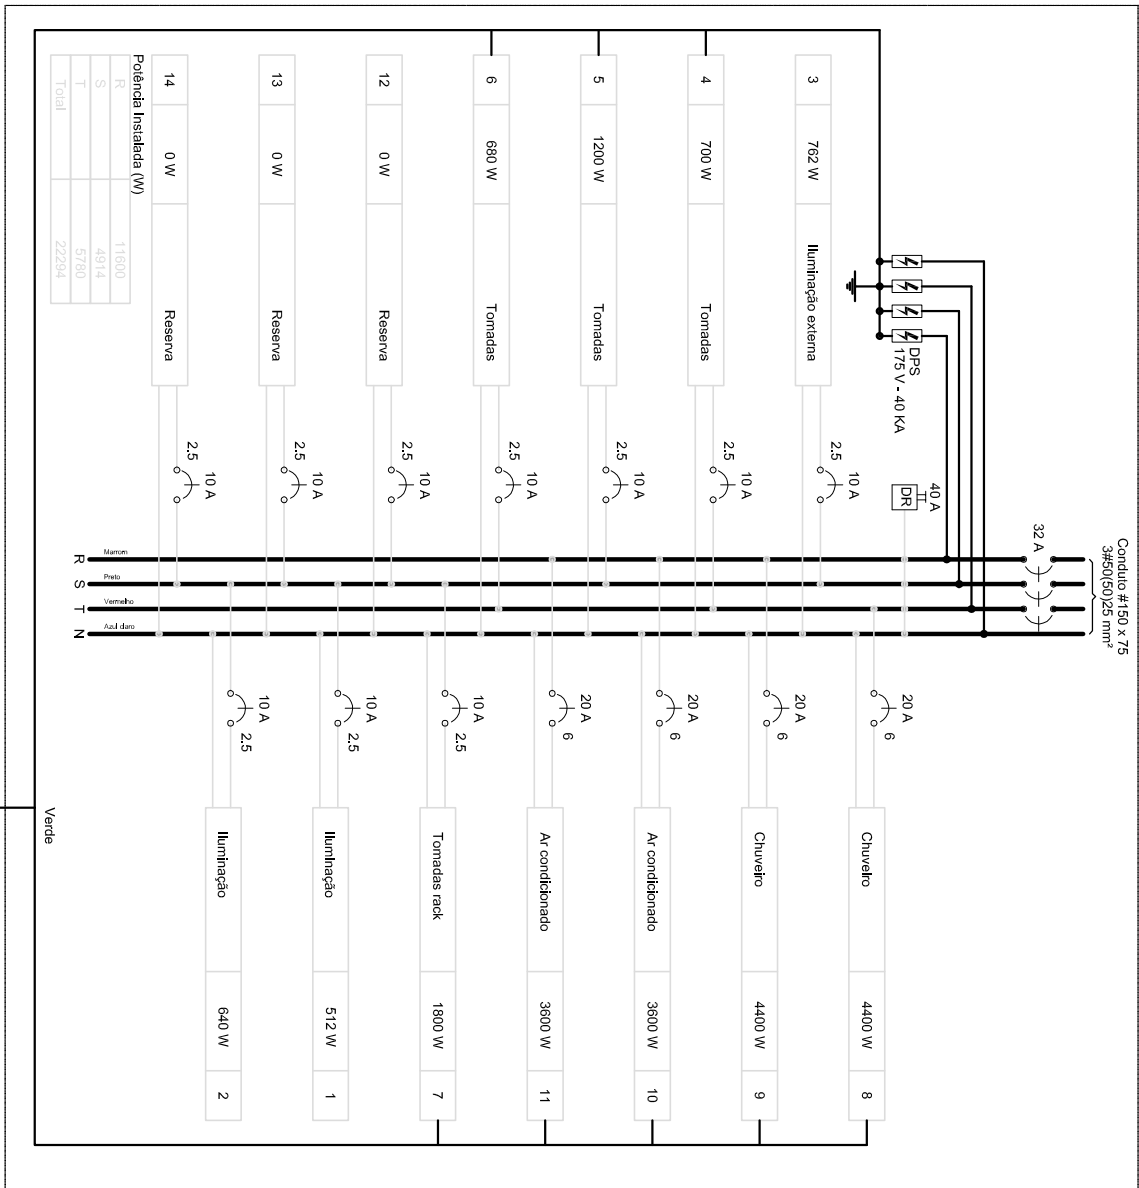 Conduto #150 x 75
3#50(50)25 mm²
32 A
40 A
DR
DPS
175 V - 40 KA
3
762 W
Iluminação externa
2.5
10 A
4
700 W
Tomadas
2.5
10 A
5
1200 W
Tomadas
2.5
10 A
6
680 W
Tomadas
2.5
10 A
12
0 W
Reserva
2.5
10 A
13
0 W
Reserva
2.5
10 A
14
0 W
Reserva
2.5
10 A
R
Marrom
S
Preto
T
Vermelho
N
Azul claro
20 A
6
Chuveiro
4400 W
8
20 A
6
Chuveiro
4400 W
9
20 A
6
Ar condicionado
3600 W
10
20 A
6
Ar condicionado
3600 W
11
10 A
2.5
Tomadas rack
1800 W
7
10 A
2.5
Iluminação
512 W
1
10 A
2.5
Iluminação
640 W
2
Potência Instalada (W)
R 11600
S 4914
T 5780
Total 22294
Verde